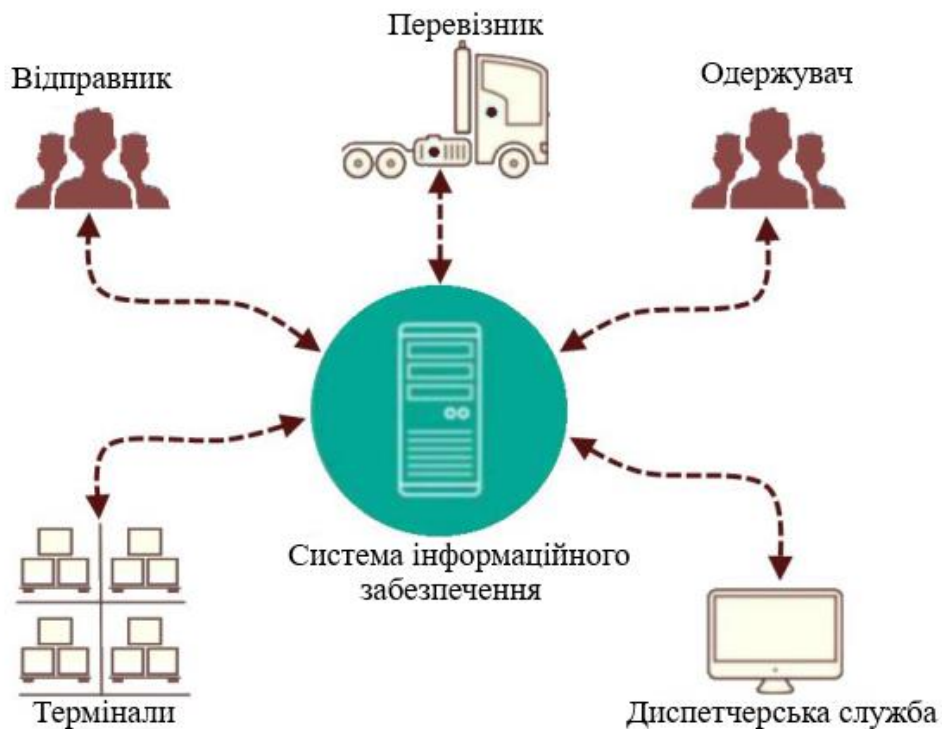 Перевізник
Відправник
Одержувач
Система інформаційного
забезпечення
Термінали
Диспетчерська служба